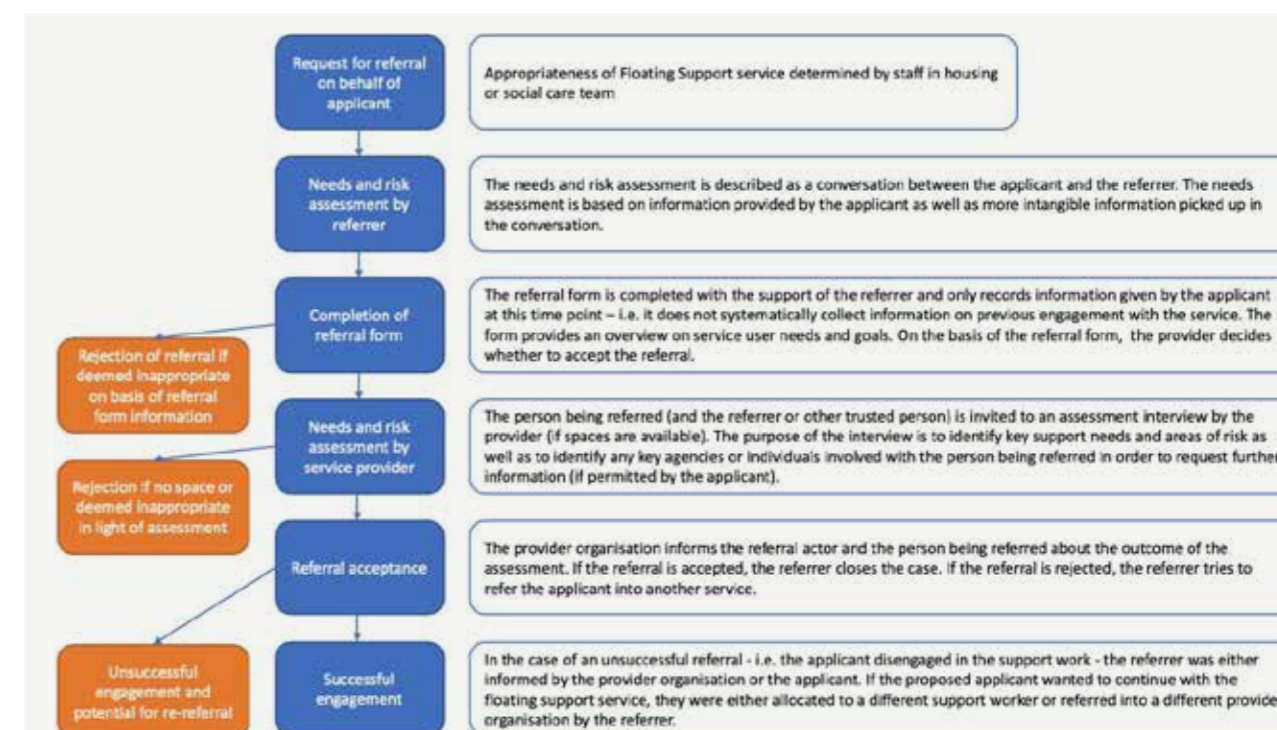 Request for referral
on behalf of
applicant
Appropriateness of Floating Support service determined by staff in housing
or social care team
Needs and risk
assessment by
referrer
The needs and risk assessment is described as a conversation between the applicant and the referrer. The needs
assessment is based on information provided by the applicant as well as more intangible information picked up in
the conversation.
Completion of
referral form
The referral form is completed with the support of the referrer and only records information given by the applicant
at this time point – i.e. it does not systematically collect information on previous engagement with the service. The
form provides an overview on service user needs and goals. On the basis of the referral form, the provider decides
whether to accept the referral.
Rejection of referral if
deemed inappropriate
on basis of referral
form information
Needs and risk
assessment by
service provider
The person being referred (and the referrer or other trusted person) is invited to an assessment interview by the
provider (if spaces are available). The purpose of the interview is to identify key support needs and areas of risk as
well as to identify any key agencies or individuals involved with the person being referred in order to request further
information (if permitted by the applicant).
Rejection if no space or
deemed inappropriate
in light of assessment
Referral acceptance
The provider organisation informs the referral actor and the person being referred about the outcome of the
assessment. If the referral is accepted, the referrer closes the case. If the referral is rejected, the referrer tries to
refer the applicant into another service.
Unsuccessful
engagement and
potential for re-referral
Successful
engagement
In the case of an unsuccessful referral - i.e. the applicant disengaged in the support work - the referrer was either
informed by the provider organisation or the applicant. If the proposed applicant wanted to continue with the
floating support service, they were either allocated to a different support worker or referred into a different provide
organisation by the referrer.